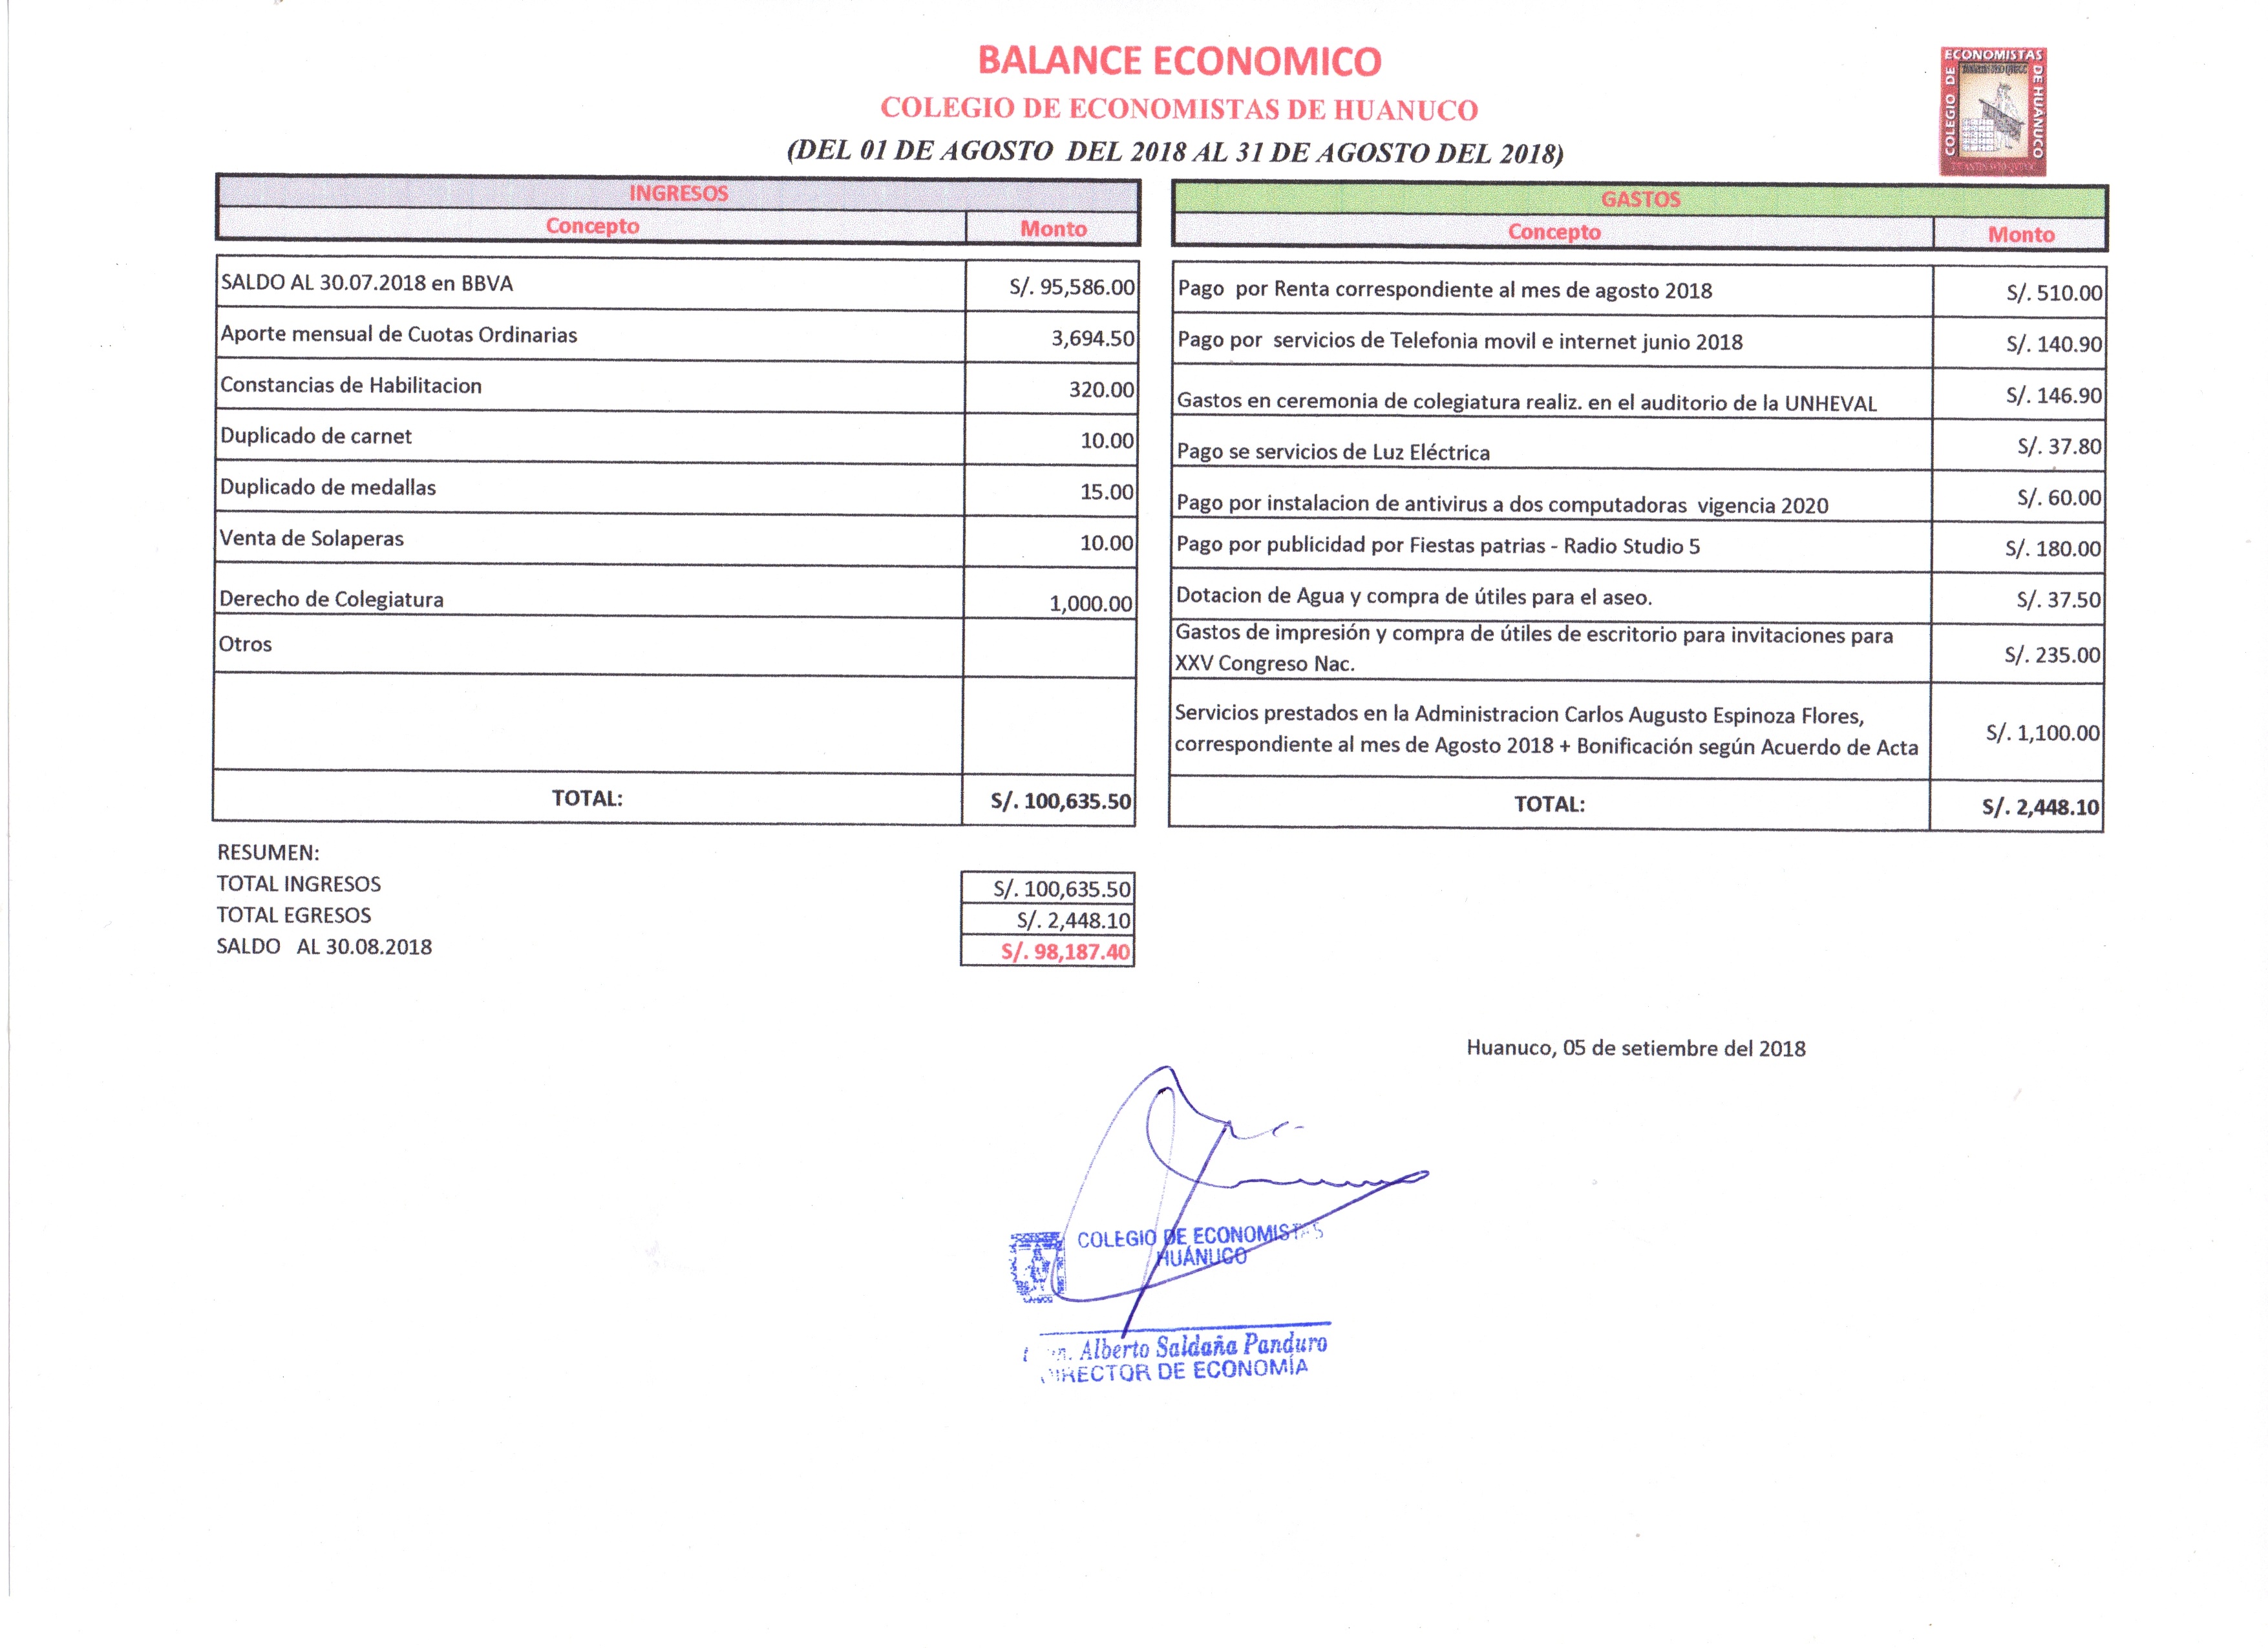 BALANCE ECONOMICO
COLEGIO DE ECONOMISTAS DE HUANUCO
(DEL 01 DE AGOSTO DEL 2018 AL 31 DE AGOSTO DEL 2018)
ECONOMISTAS
COLEGIO DE
DE HUANUCO
INGRESOS
Concepto Monto
SALDO AL 30.07.2018 en BBVA S/. 95,586.00
Aporte mensual de Cuotas Ordinarias 3,694.50
Constancias de Habilitacion 320.00
Duplicado de carnet 10.00
Duplicado de medallas 15.00
Venta de Solaperas 10.00
Derecho de Colegiatura 1,000.00
Otros
TOTAL: S/. 100,635.50
GASTOS
Concepto Monto
Pago por Renta correspondiente al mes de agosto 2018 S/. 510.00
Pago por servicios de Telefonia movil e internet junio 2018 S/. 140.90
Gastos en ceremonia de colegiatura realiz. en el auditorio de la UNHEVAL S/. 146.90
Pago se servicios de Luz Eléctrica S/. 37.80
Pago por instalacion de antivirus a dos computadoras vigencia 2020 S/. 60.00
Pago por publicidad por Fiestas patrias - Radio Studio 5 S/. 180.00
Dotacion de Agua y compra de útiles para el aseo. S/. 37.50
Gastos de impresión y compra de útiles de escritorio para invitaciones para
XXV Congreso Nac. S/. 235.00
Servicios prestados en la Administracion Carlos Augusto Espinoza Flores,
correspondiente al mes de Agosto 2018 + Bonificación según Acuerdo de Acta S/. 1,100.00
TOTAL: S/. 2,448.10
RESUMEN:
TOTAL INGRESOS S/. 100,635.50
TOTAL EGRESOS S/. 2,448.10
SALDO AL 30.08.2018 S/. 98,187.40
Huanuco, 05 de setiembre del 2018
COLEGIO DE ECONOMISTAS
HUÁNUCO
Alberto Saldaña Panduro
DIRECTOR DE ECONOMÍA